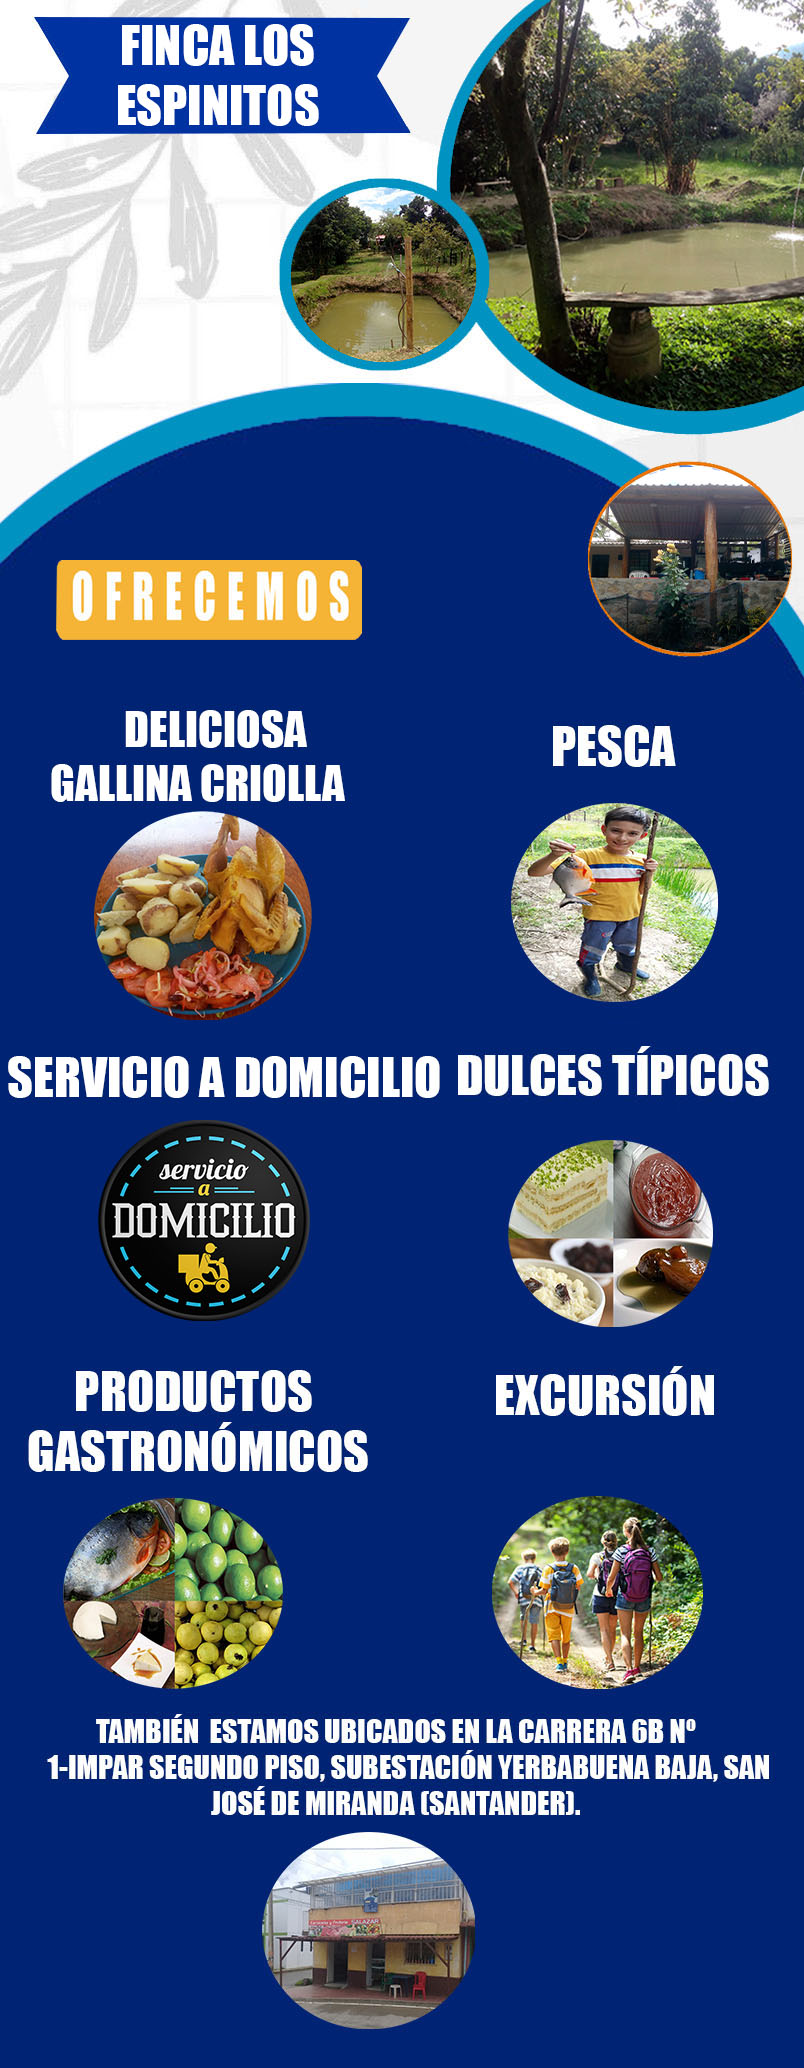 FINCA LOS
ESPINITOS
OFRECEMOS
DELICIOSA
GALLINA CRIOLLA
PESCA
SERVICIO A DOMICILIO
DULCES TÍPICOS
servicio
a
DOMICILIO
PRODUCTOS
GASTRONÓMICOS
EXCURSIÓN
TAMBIÉN ESTAMOS UBICADOS EN LA CARRERA 6B Nº
1-IMPAR SEGUNDO PISO, SUBESTACIÓN YERBABUENA BAJA, SAN
JOSÉ DE MIRANDA (SANTANDER).
SALAZAR